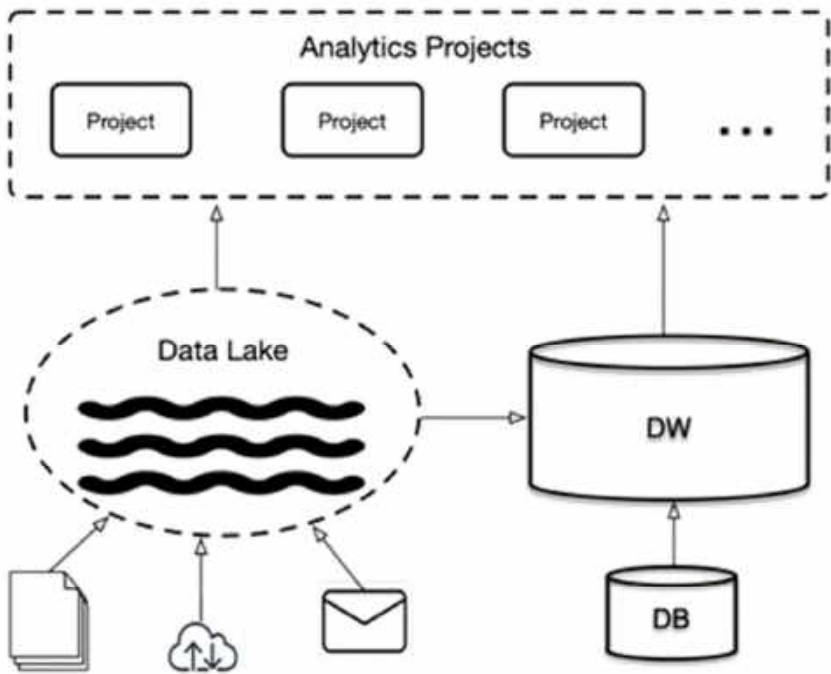 Analytics Projects
Project
Project
Project
...
Data Lake
DW
DB